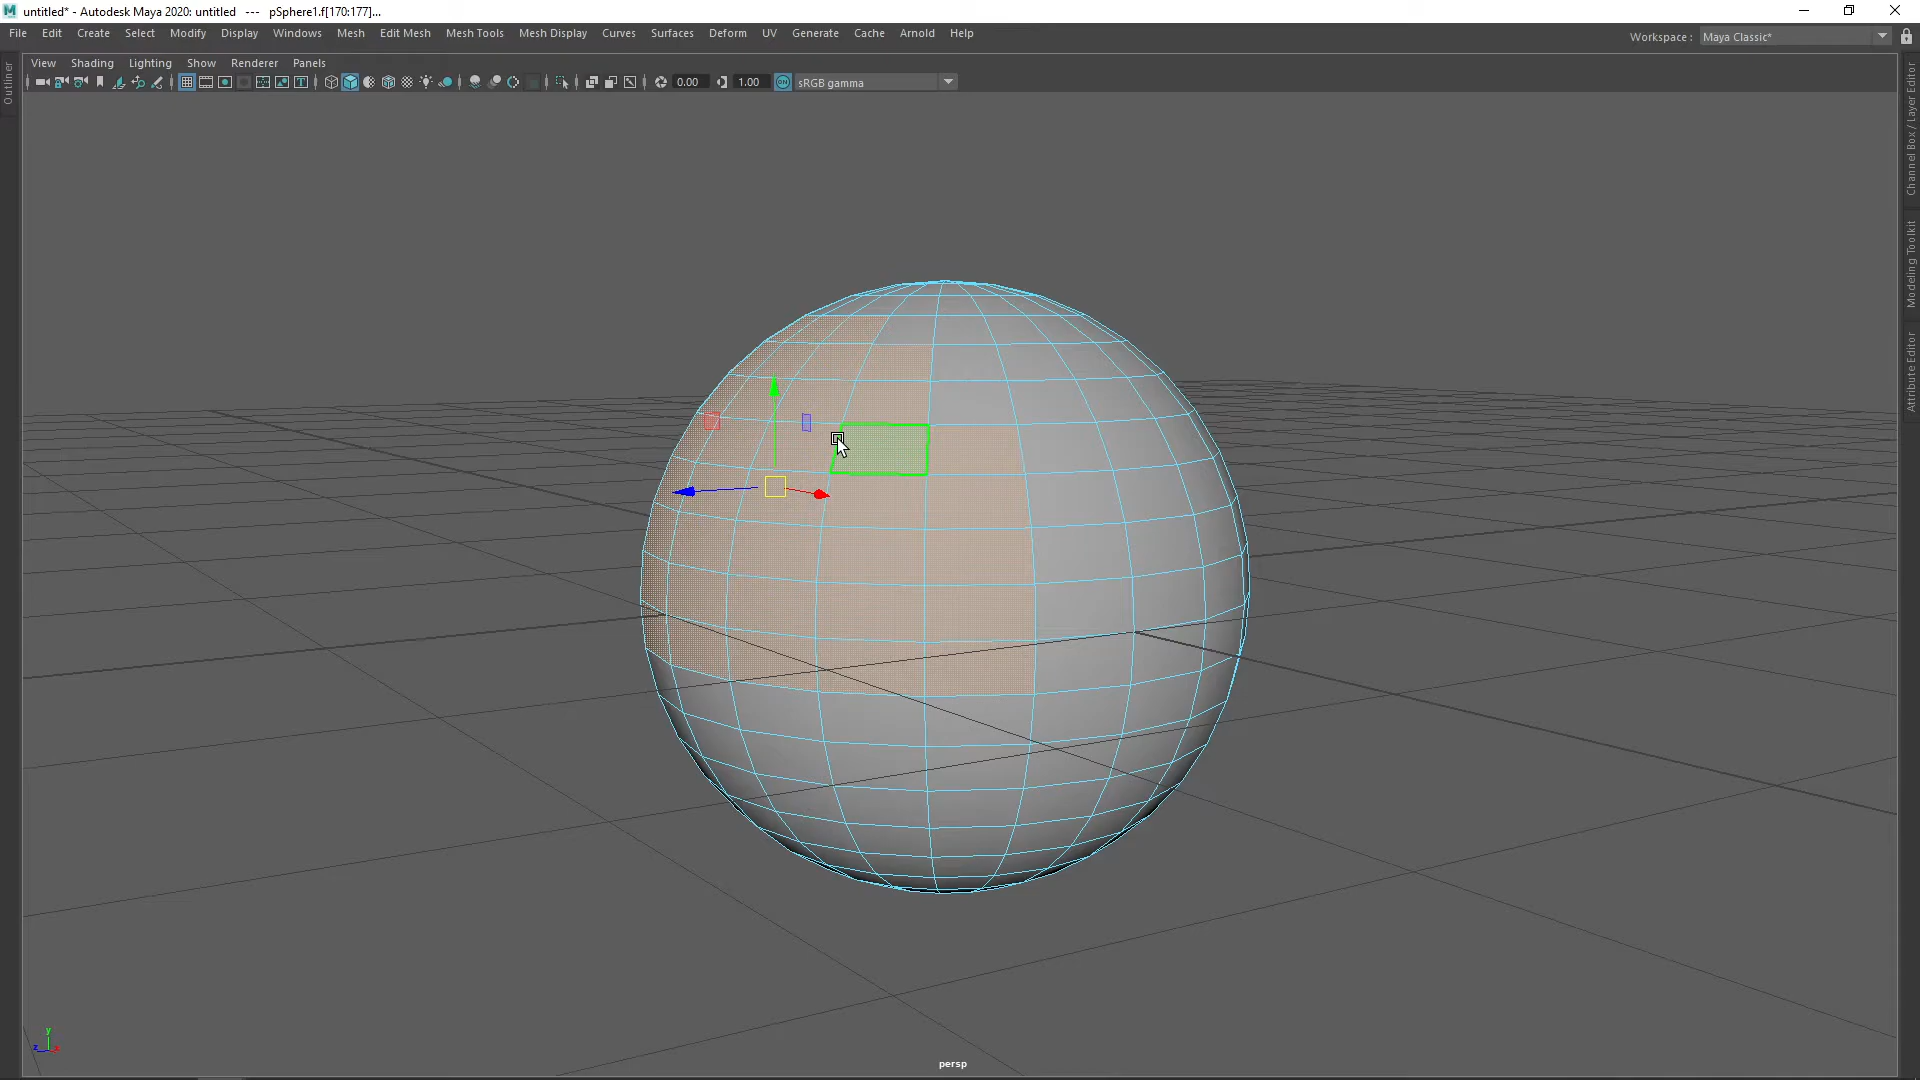 untitled* - Autodesk Maya 2020: untitled --- pSphere1.f[170:177]...
File Edit Create Select Modify Display Windows Mesh Edit Mesh Mesh Tools Mesh Display Curves Surfaces Deform UV Generate Cache Arnold Help
Workspace : Maya Classic*
View Shading Lighting Show Renderer Panels
0.00 1.00 ON sRGB gamma
Outliner
Channel Box / Layer Editor
Modeling Toolkit
Attribute Editor
y
z x
persp